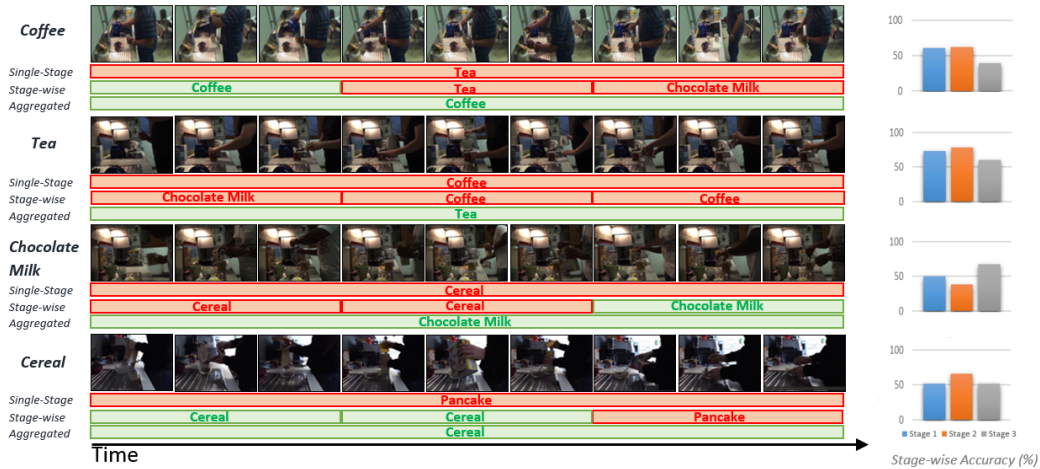 Coffee
100
50
0
Single-Stage
Tea
Stage-wise
Coffee
Tea
Chocolate Milk
Aggregated
Coffee
Tea
100
50
0
Single-Stage
Coffee
Stage-wise
Chocolate Milk
Coffee
Coffee
Aggregated
Tea
Chocolate
Milk
100
50
0
Single-Stage
Cereal
Stage-wise
Cereal
Cereal
Chocolate Milk
Aggregated
Chocolate Milk
Cereal
100
50
0
Single-Stage
Pancake
Stage-wise
Cereal
Cereal
Pancake
Aggregated
Cereal
Stage 1 Stage 2 Stage 3
Time
Stage-wise Accuracy (%)